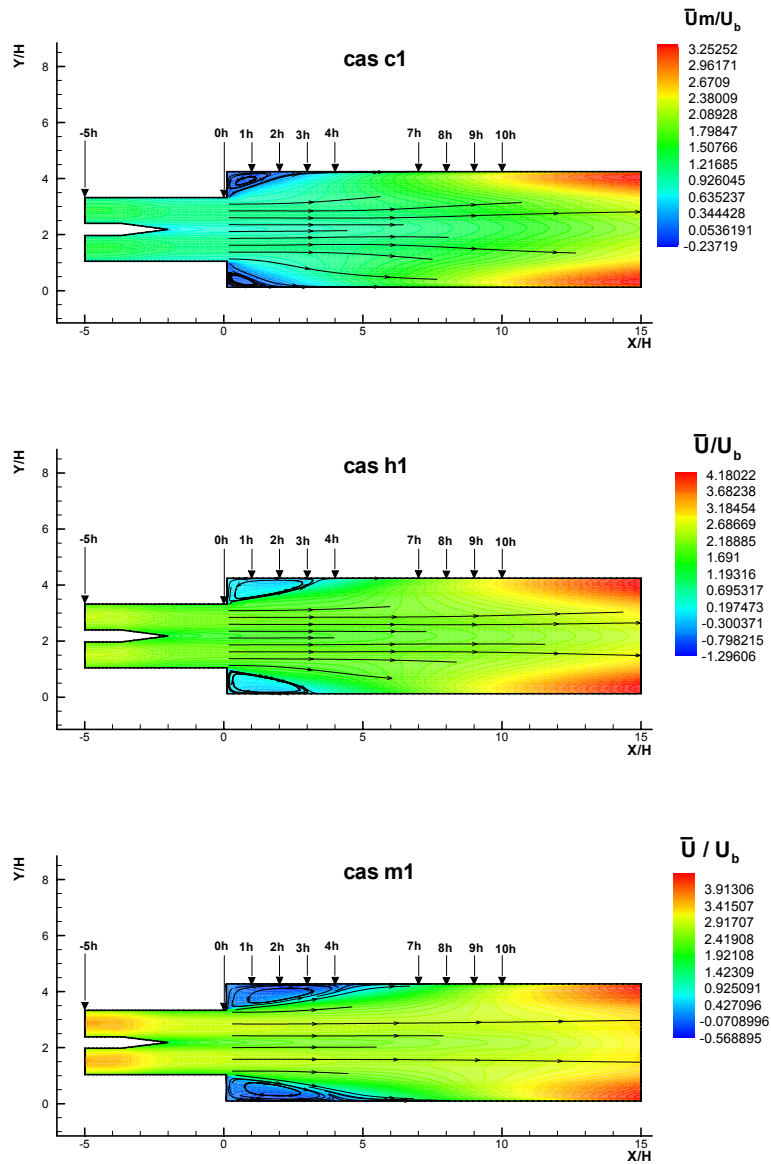 cas c1
Y/H
8
6
4
2
0
-5h
0h 1h 2h 3h 4h 7h 8h 9h 10h
-5 0 5 10 15
X/H
Ūm/U_b
3.25252
2.96171
2.6709
2.38009
2.08928
1.79847
1.50766
1.21685
0.926045
0.635237
0.344428
0.0536191
-0.23719
cas h1
Y/H
8
6
4
2
0
-5h
0h 1h 2h 3h 4h 7h 8h 9h 10h
-5 0 5 10 15
X/H
Ū/U_b
4.18022
3.68238
3.18454
2.68669
2.18885
1.691
1.19316
0.695317
0.197473
-0.300371
-0.798215
-1.29606
cas m1
Y/H
8
6
4
2
0
-5h
0h 1h 2h 3h 4h 7h 8h 9h 10h
-5 0 5 10 15
X/H
Ū / U_b
3.91306
3.41507
2.91707
2.41908
1.92108
1.42309
0.925091
0.427096
-0.0708996
-0.568895